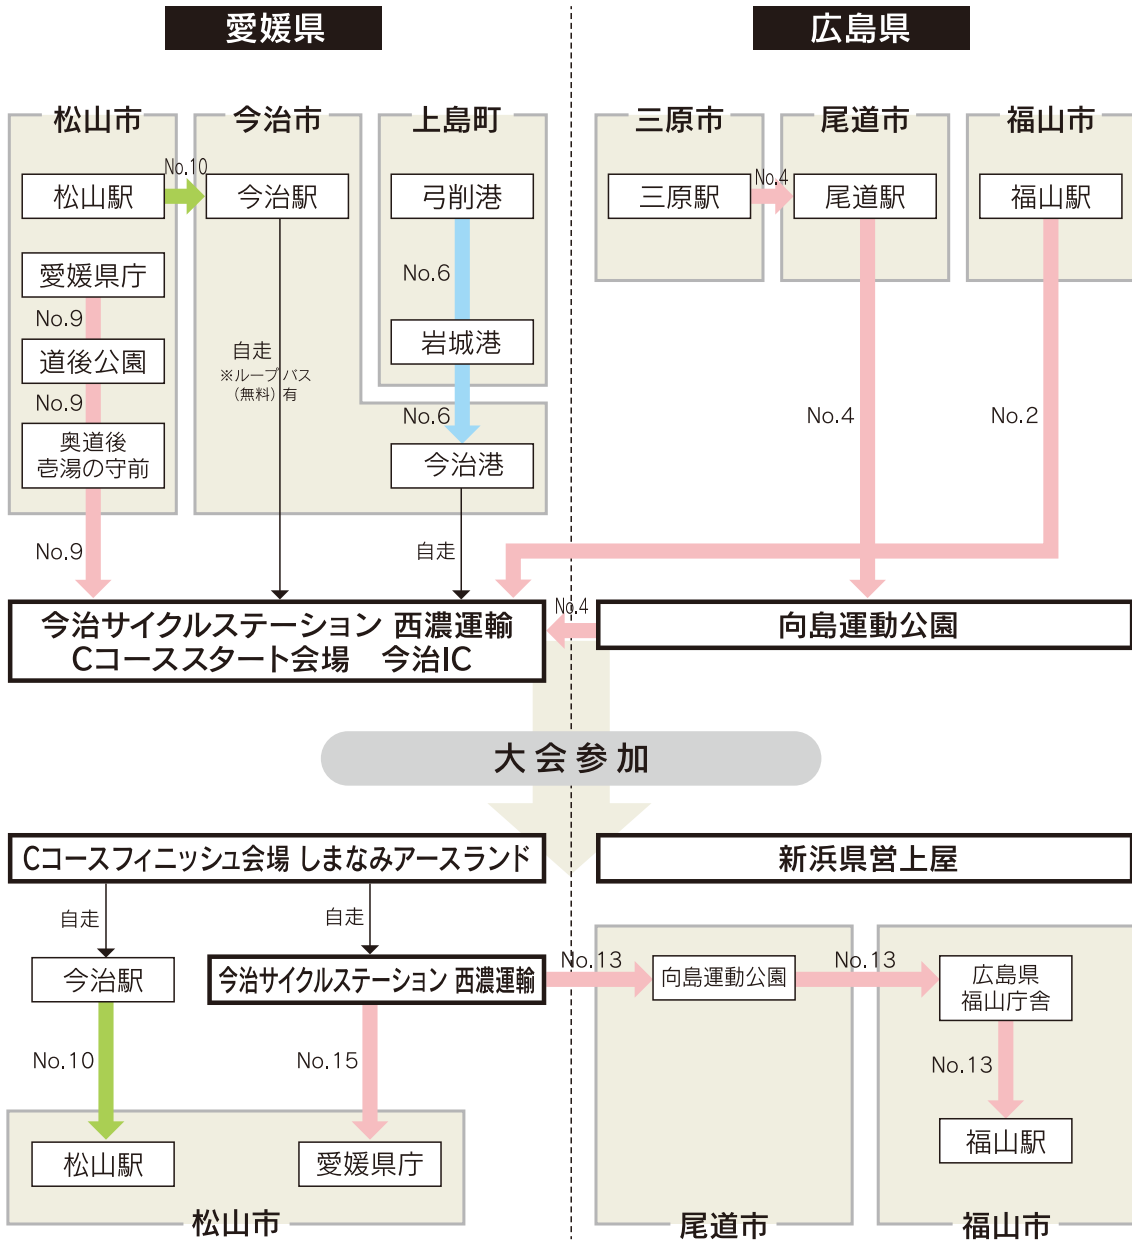 愛媛県
広島県
松山市
今治市
上島町
三原市
尾道市
福山市
No.10
No.4
松山駅
今治駅
弓削港
三原駅
尾道駅
福山駅
愛媛県庁
No.6
No.9
道後公園
岩城港
自走
※ループバス
(無料)有
No.9
No.6
No.4
No.2
奥道後
壱湯の守前
今治港
No.9
自走
今治サイクルステーション 西濃運輸
Cコーススタート会場 今治IC
No.4
向島運動公園
大会参加
Cコースフィニッシュ会場 しまなみアースランド
新浜県営上屋
自走
自走
今治駅
今治サイクルステーション 西濃運輸
No.13
向島運動公園
No.13
広島県
福山庁舎
No.10
No.15
No.13
松山駅
愛媛県庁
福山駅
松山市
尾道市
福山市